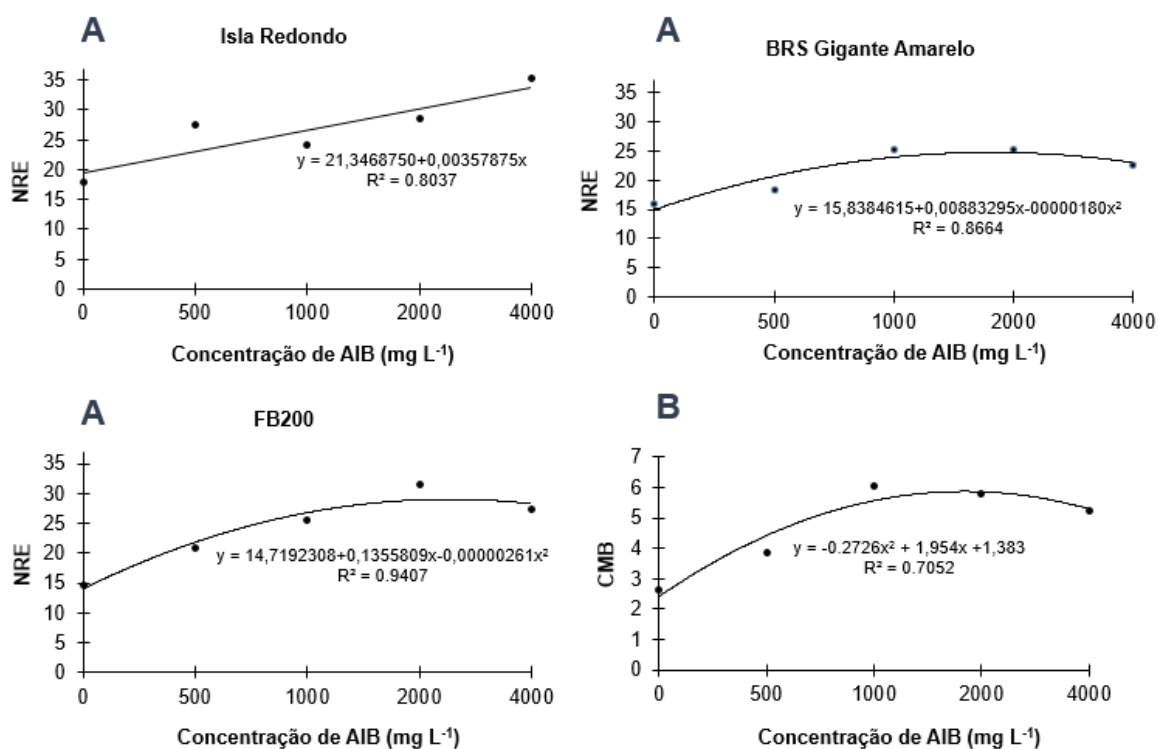 A
Isla Redondo
NRE
35
30
25
20
15
10
5
0
y = 21,3468750+0,00357875x
R² = 0.8037
0 500 1000 2000 4000
Concentração de AIB (mg L⁻¹)
A
BRS Gigante Amarelo
NRE
35
30
25
20
15
10
5
0
y = 15,8384615+0,00883295x-00000180x²
R² = 0.8664
0 500 1000 2000 4000
Concentração de AIB (mg L⁻¹)
A
FB200
NRE
35
30
25
20
15
10
5
0
y = 14,7192308+0,1355809x-0,00000261x²
R² = 0.9407
0 500 1000 2000 4000
Concentração de AIB (mg L⁻¹)
B
CMB
7
6
5
4
3
2
1
0
y = -0.2726x² + 1,954x +1,383
R² = 0.7052
0 500 1000 2000 4000
Concentração de AIB (mg L⁻¹)